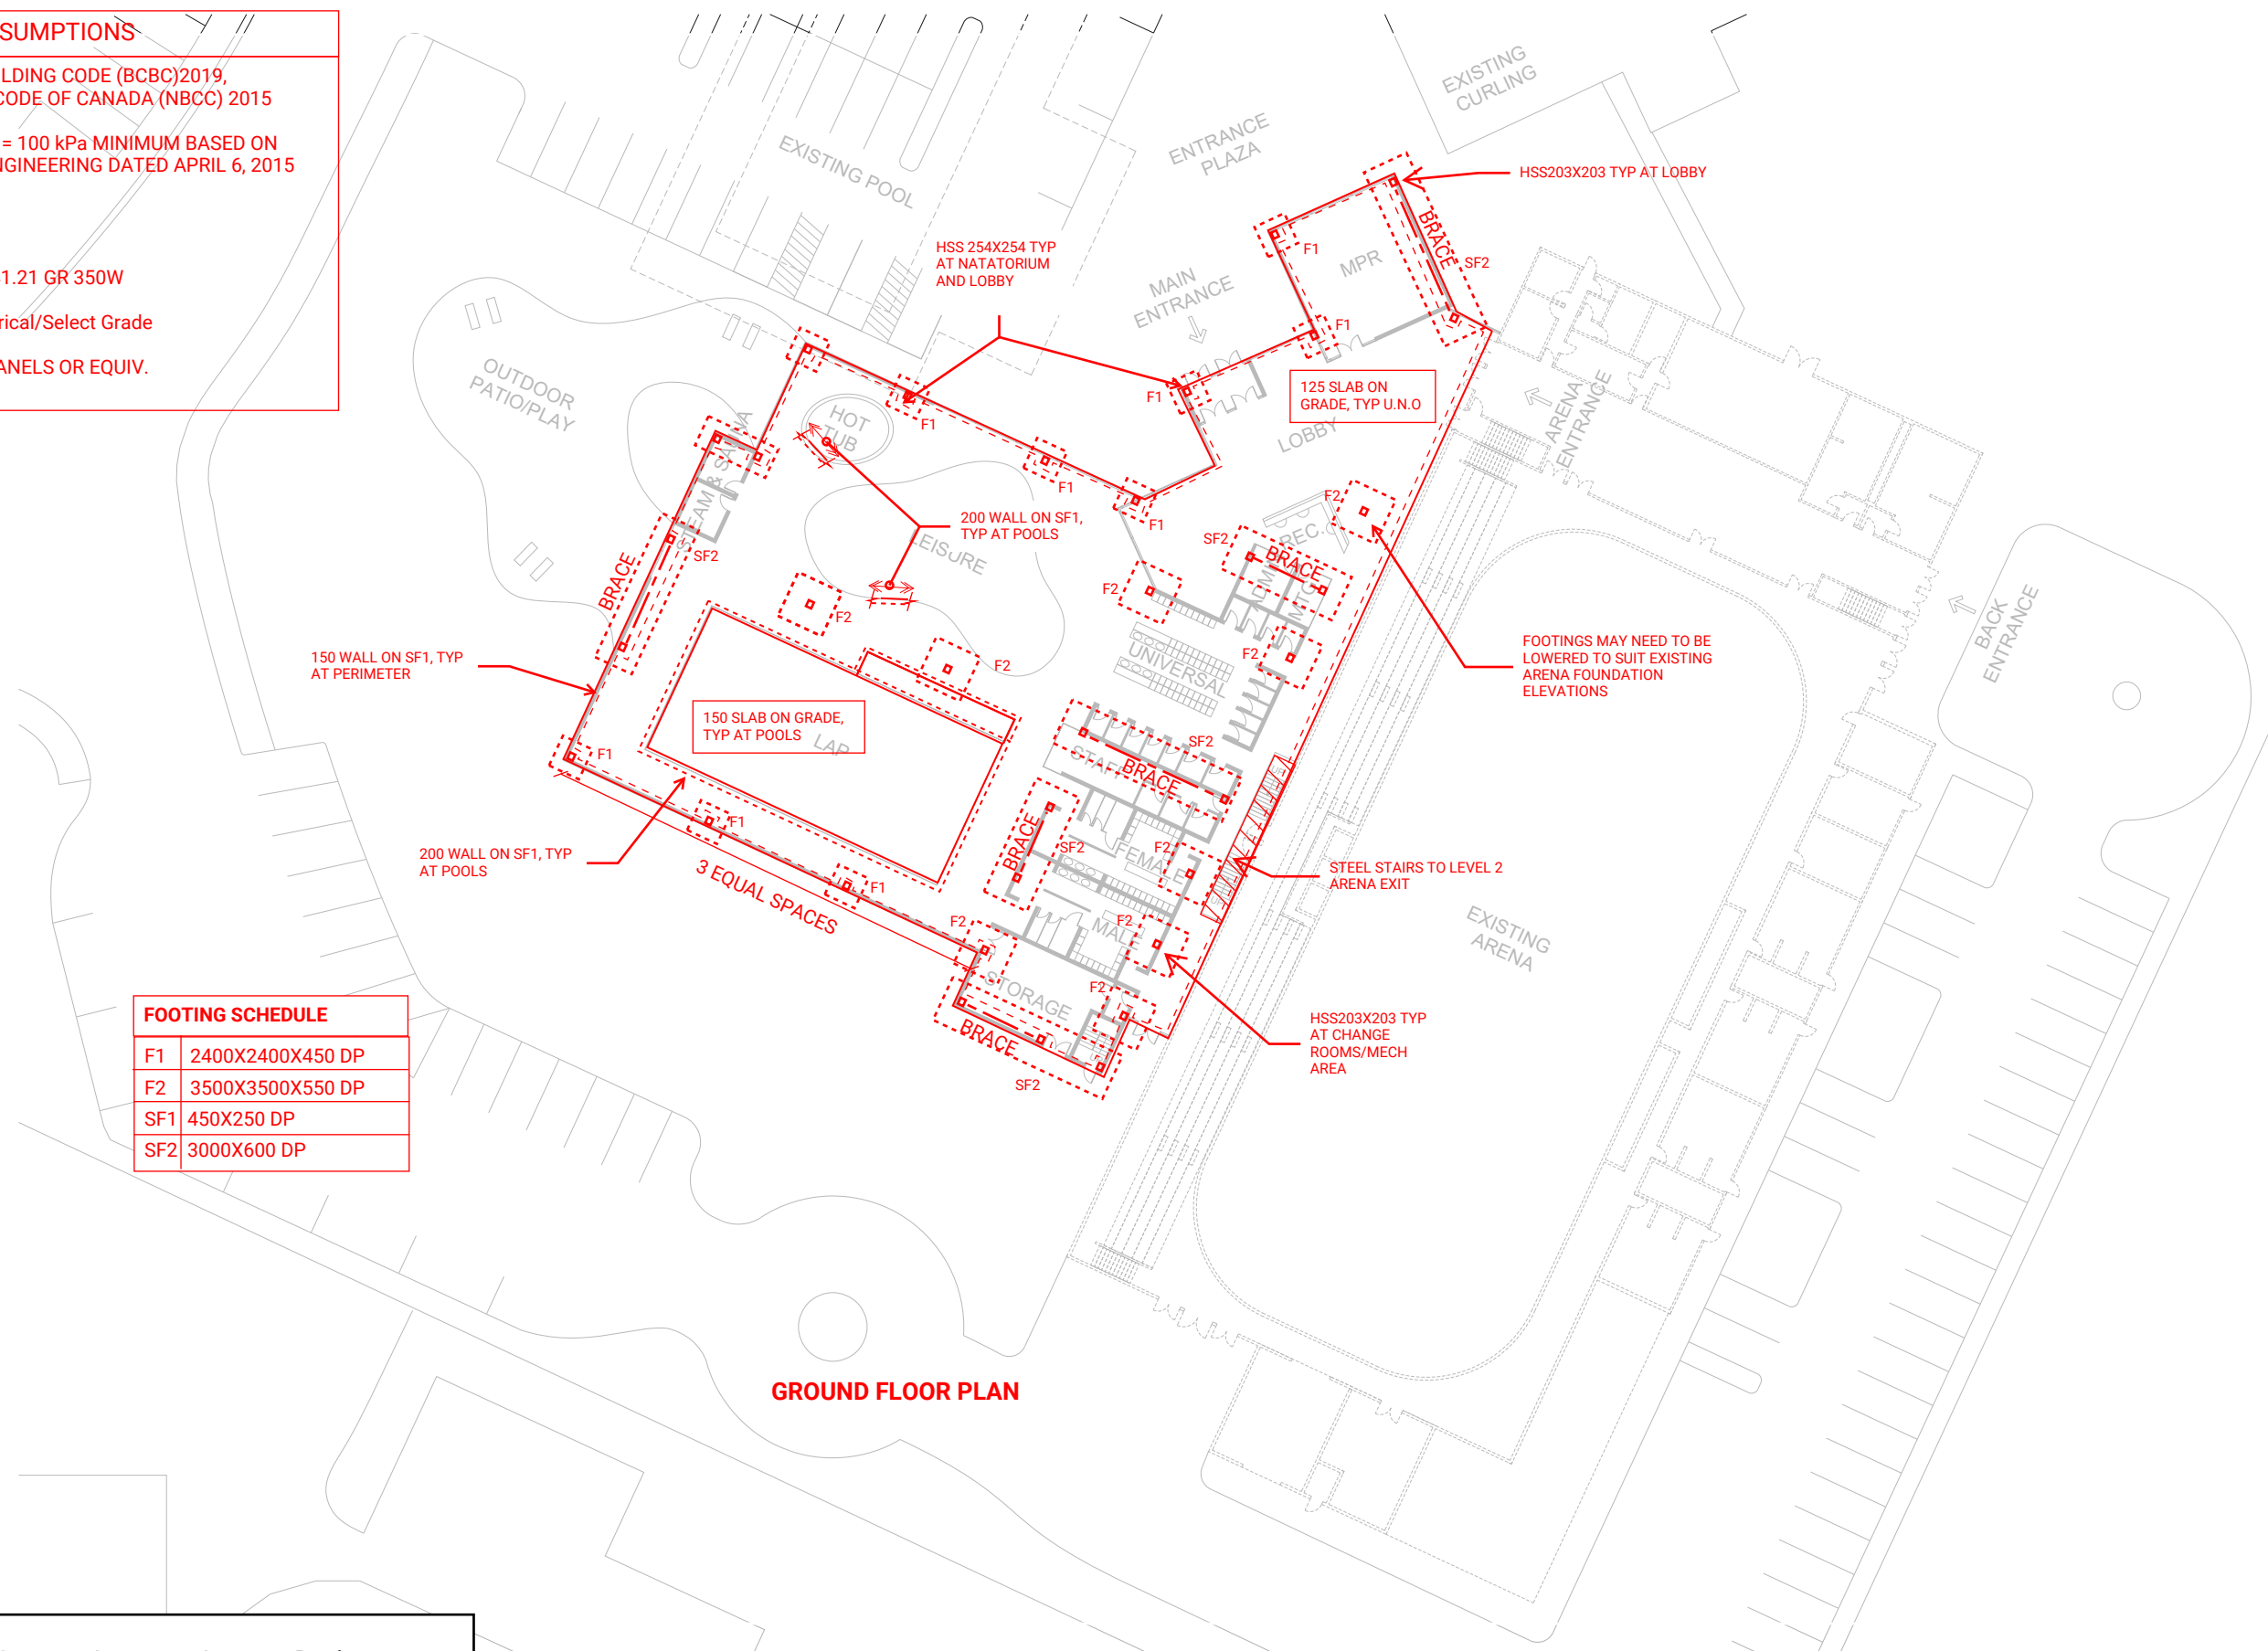 SUMPTIONS
LDING CODE (BCBC)2019,
CODE OF CANADA (NBCC) 2015
= 100 kPa MINIMUM BASED ON
NGINEERING DATED APRIL 6, 2015
1.21 GR 350W
rical/Select Grade
ANELS OR EQUIV.
EXISTING
CURLING
ENTRANCE
PLAZA
EXISTING POOL
HSS203X203 TYP AT LOBBY
BRACE
F1
MPR
SF2
HSS 254X254 TYP
AT NATATORIUM
AND LOBBY
MAIN
ENTRANCE
F1
OUTDOOR
PATIO/PLAY
HOT
TUB
F1
F1
125 SLAB ON
GRADE, TYP U.N.O
LOBBY
ARENA
ENTRANCE
STEAM & SAUNA
F1
F1
F2
200 WALL ON SF1,
TYP AT POOLS
LEISURE
REC.
SF2
BRACE
ADMIN
MTG
SF2
BRACE
F2
F2
BACK
ENTRANCE
150 WALL ON SF1, TYP
AT PERIMETER
F2
UNIVERSAL
F2
FOOTINGS MAY NEED TO BE
LOWERED TO SUIT EXISTING
ARENA FOUNDATION
ELEVATIONS
150 SLAB ON GRADE,
TYP AT POOLS
LAP
F1
SF2
STAFF
BRACE
F1
200 WALL ON SF1, TYP
AT POOLS
3 EQUAL SPACES
F1
BRACE
SF2
FEMALE
F2
STEEL STAIRS TO LEVEL 2
ARENA EXIT
F2
F2
MALE
EXISTING
ARENA
STORAGE
F2
BRACE
SF2
HSS203X203 TYP
AT CHANGE
ROOMS/MECH
AREA
FOOTING SCHEDULE
F1 2400X2400X450 DP
F2 3500X3500X550 DP
SF1 450X250 DP
SF2 3000X600 DP
GROUND FLOOR PLAN